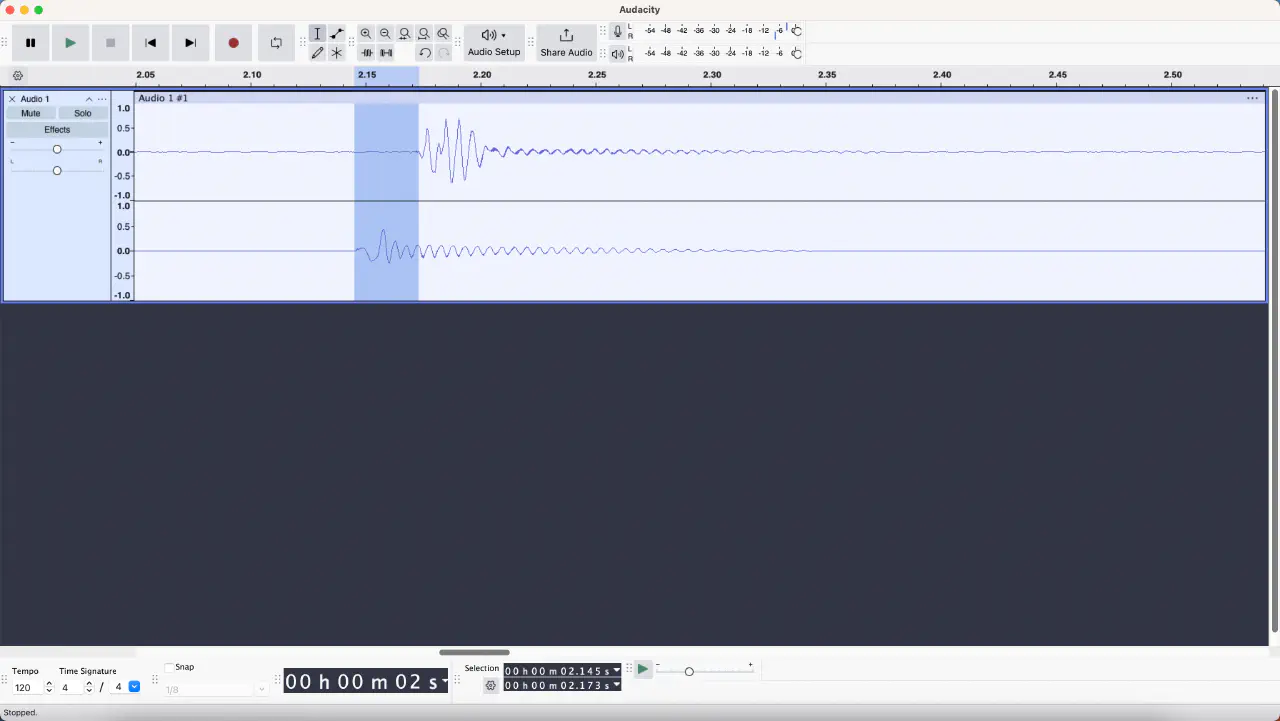 Audacity
L
R
-54 -48 -42 -36 -30 -24 -18 -12 -6
Audio Setup
Share Audio
L
R
-54 -48 -42 -36 -30 -24 -18 -12 -6
2.05 2.10 2.15 2.20 2.25 2.30 2.35 2.40 2.45 2.50
Audio 1
Audio 1 #1
Mute Solo
Effects
- +
L R
1.0
0.5
0.0
-0.5
-1.0
1.0
0.5
0.0
-0.5
-1.0
Tempo
120
Time Signature
4 / 4
Snap
1/8
00 h 00 m 02 s
Selection
00 h 00 m 02.145 s
00 h 00 m 02.173 s
- +
Stopped.